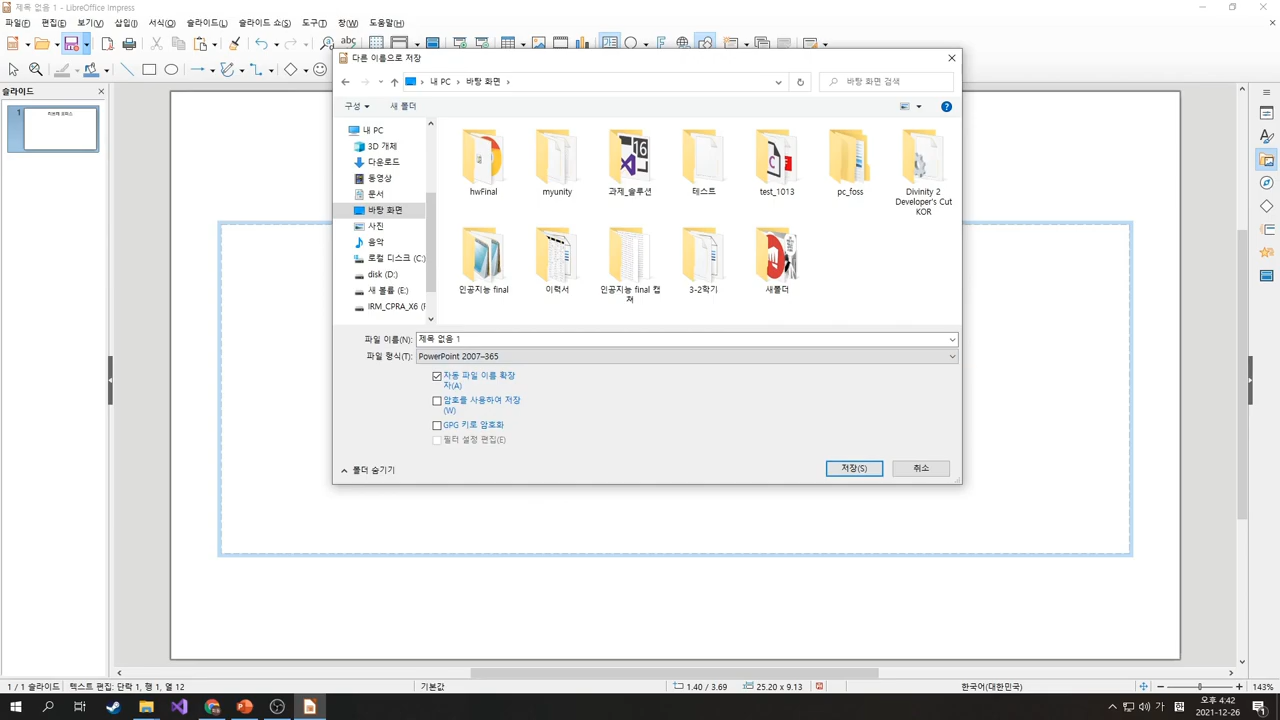 제목 없음 1 - LibreOffice Impress
파일(F) 편집(E) 보기(V) 삽입(I) 서식(O) 슬라이드(L) 슬라이드 쇼(S) 도구(T) 창(W) 도움말(H)
다른 이름으로 저장
내 PC 바탕 화면
바탕 화면 검색
구성 새 폴더
슬라이드
1
내 PC
3D 개체
다운로드
동영상
문서
바탕 화면
사진
음악
로컬 디스크 (C:)
disk (D:)
새 볼륨 (E:)
IRM_CPRA_X6 (F
hwFinal
myunity
16
과제_솔루션
테스트
test_1013
pc_foss
Divinity 2
Developer's Cut
KOR
인공지능 final
이력서
인공지능 final 캡
져
3-2학기
새폴더
파일 이름(N): 제목 없음 1
파일 형식(T): PowerPoint 2007–365
자동 파일 이름 확장
자(A)
암호를 사용하여 저장
(W)
GPG 키로 암호화
필터 설정 편집(E)
폴더 숨기기
저장(S)
취소
1 / 1 슬라이드 텍스트 편집: 단락 1, 행 1, 열 12 기본값 1.40 / 3.69 25.20 x 9.13 한국어(대한민국) 143%
가
오후 4:42
2021-12-26
1